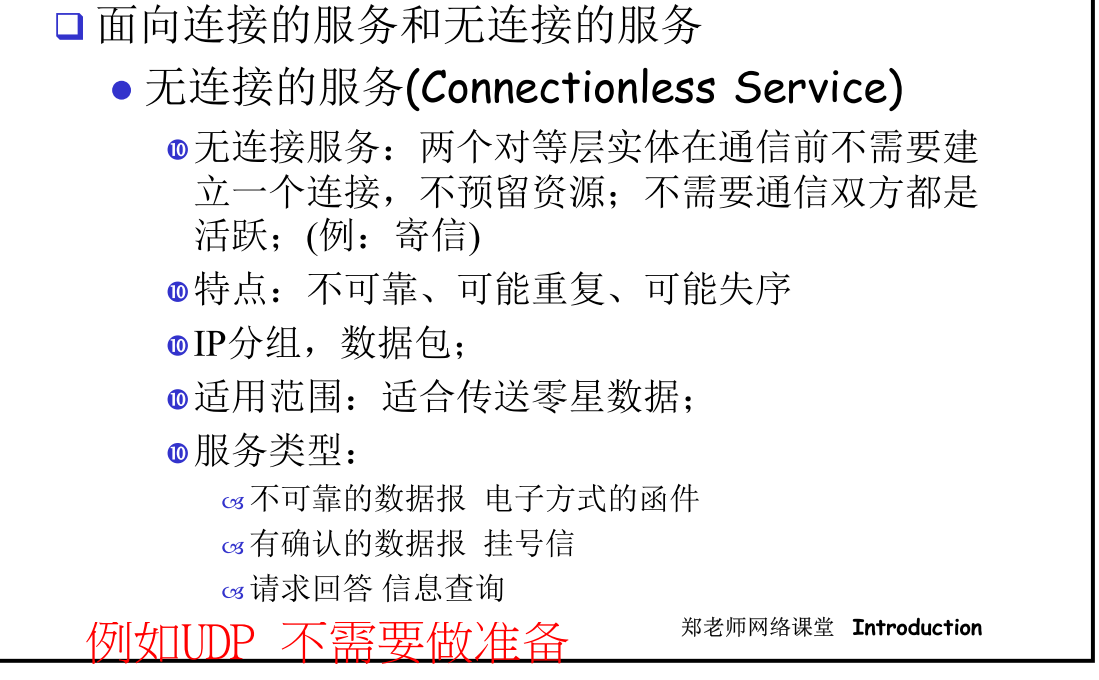 面向连接的服务和无连接的服务
无连接的服务(Connectionless Service)
无连接服务：两个对等层实体在通信前不需要建
立一个连接，不预留资源；不需要通信双方都是
活跃；(例：寄信)
特点：不可靠、可能重复、可能失序
IP分组，数据包；
适用范围：适合传送零星数据；
服务类型：
不可靠的数据报 电子方式的函件
有确认的数据报 挂号信
请求回答 信息查询
郑老师网络课堂 Introduction
例如UDP 不需要做准备